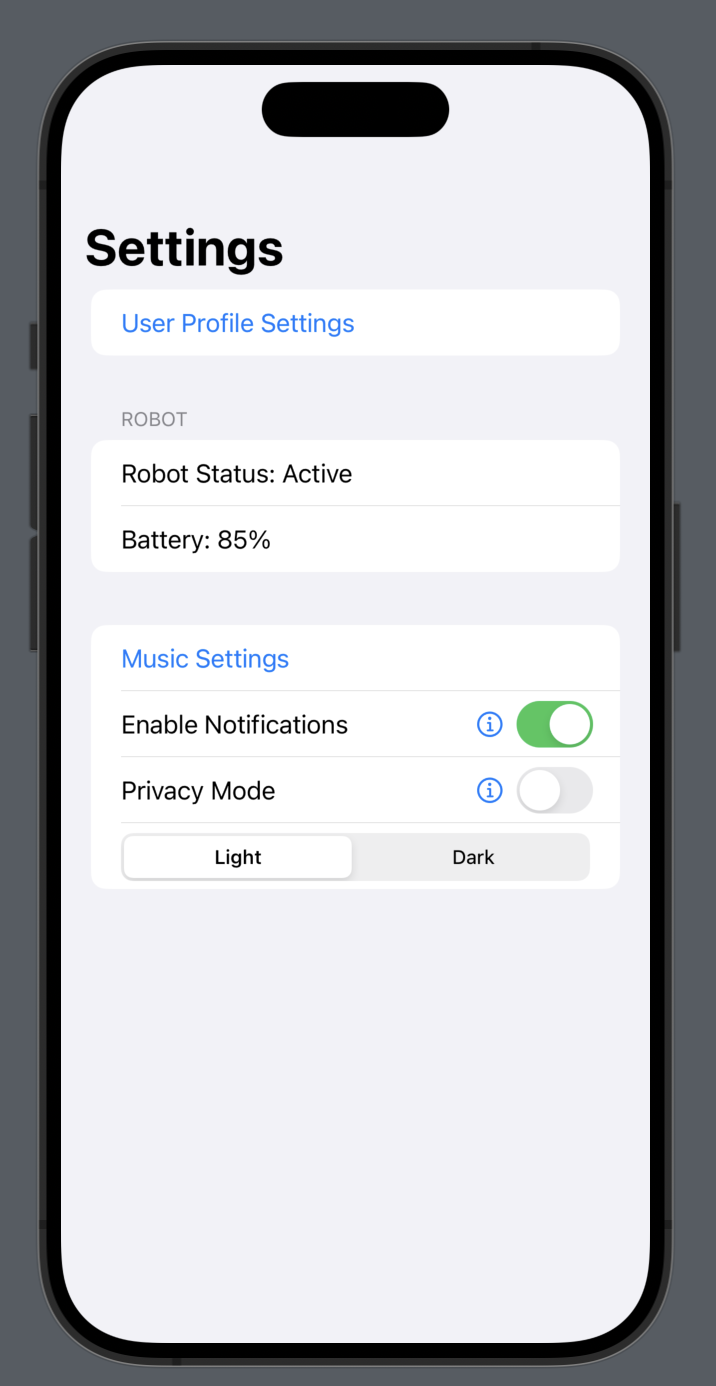 Settings
User Profile Settings
ROBOT
Robot Status: Active
Battery: 85%
Music Settings
Enable Notifications
Privacy Mode
Light Dark